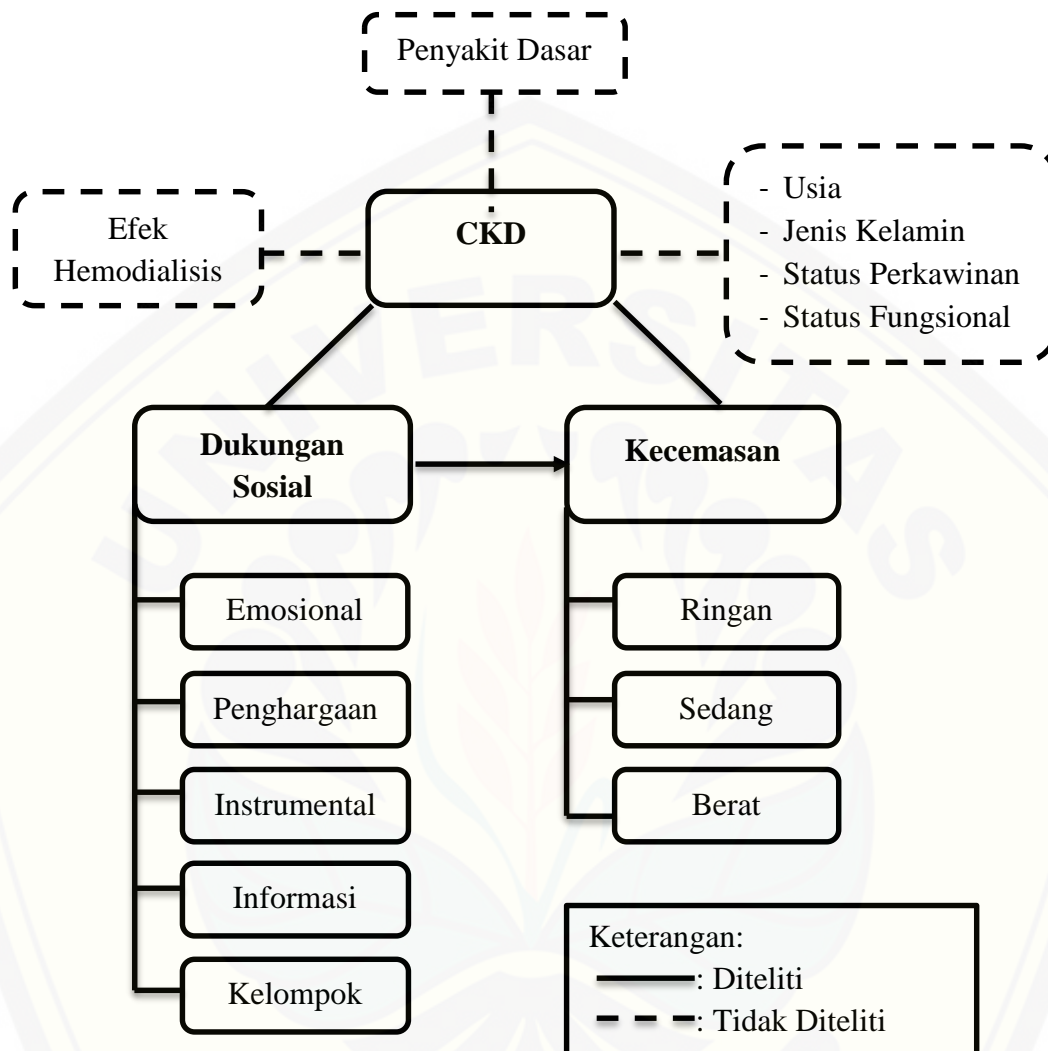 Penyakit Dasar
Efek
Hemodialisis
CKD
- Usia
- Jenis Kelamin
- Status Perkawinan
- Status Fungsional
Dukungan
Sosial
Kecemasan
Emosional
Penghargaan
Instrumental
Informasi
Kelompok
Ringan
Sedang
Berat
Keterangan:
: Diteliti
: Tidak Diteliti
UNIVERSITAS